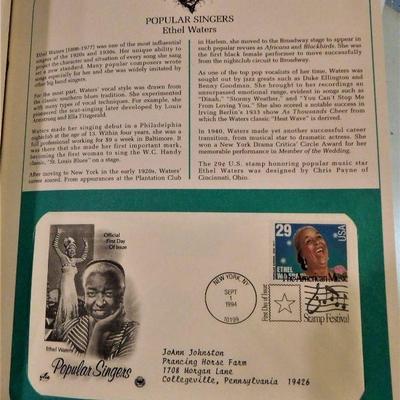 POPULAR SINGERS
Ethel Waters
Ethel Waters (1896-1977) was one of the most influential
singers of the 1920s and 1930s. Her unique ability to
project the character and situation of every song she sang
set a new standard. Many popular composers wrote
songs especially for her and she was widely imitated by
other big band singers.
For the most part, Waters' vocal style was drawn from
the classic southern blues tradition. She experimented
with many types of vocal techniques. For example, she
pioneered the scat-singing later developed by Louis
Armstrong and Ella Fitzgerald.
Waters made her singing debut in a Philadelphia
nightclub at the age of 13. Within four years, she was a
full professional working for $9 a week in Baltimore. It
was there that she made her first important mark,
becoming the first woman to sing the W.C. Handy
classic, "St. Louis Blues" on a stage.
After moving to New York in the early 1920s, Waters'
career soared. From appearances at the Plantation Club
in Harlem, she moved to the Broadway stage to appear in
such popular revues as Africana and Blackbirds. She was
the first black female performer to move successfully
from the nightclub circuit to Broadway.
As one of the top pop vocalists of her time, Waters was
sought out by jazz greats such as Duke Ellington and
Benny Goodman. She brought to her recordings an
unsurpassed emotional range, evident in songs such as
"Dinah," "Stormy Weather," and "You Can't Stop Me
From Loving You." She also scored a notable success in
Irving Berlin's 1933 show As Thousands Cheer from
which the Waters classic "Heat Wave" is derived.
In 1940, Waters made yet another successful career
transition, from musical star to dramatic actress. She
won a New York Drama Critics' Circle Award for her
memorable performance in Member of the Wedding.
The 29¢ U.S. stamp honoring popular music star
Ethel Waters was designed by Chris Payne of
Cincinnati, Ohio.
Official
First Day
Of Issue
Ethel Waters
Popular Singers
NEW YORK, NY
SEPT
1
1994
10199
29
USA
ETHEL
First Day of Issue
The American Music
Stamp Festival
JoAnn Johnston
Prancing Horse Farm
1708 Morgan Lane
Collegeville, Pennsylvania 19426